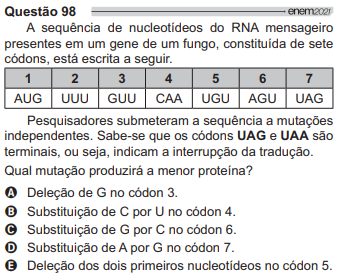 Questão 98 enem2021
A sequência de nucleotídeos do RNA mensageiro
presentes em um gene de um fungo, constituída de sete
códons, está escrita a seguir.
1 2 3 4 5 6 7
AUG UUU GUU CAA UGU AGU UAG
Pesquisadores submeteram a sequência a mutações
independentes. Sabe-se que os códons UAG e UAA são
terminais, ou seja, indicam a interrupção da tradução.
Qual mutação produzirá a menor proteína?
A Deleção de G no códon 3.
B Substituição de C por U no códon 4.
C Substituição de G por C no códon 6.
D Substituição de A por G no códon 7.
E Deleção dos dois primeiros nucleotídeos no códon 5.